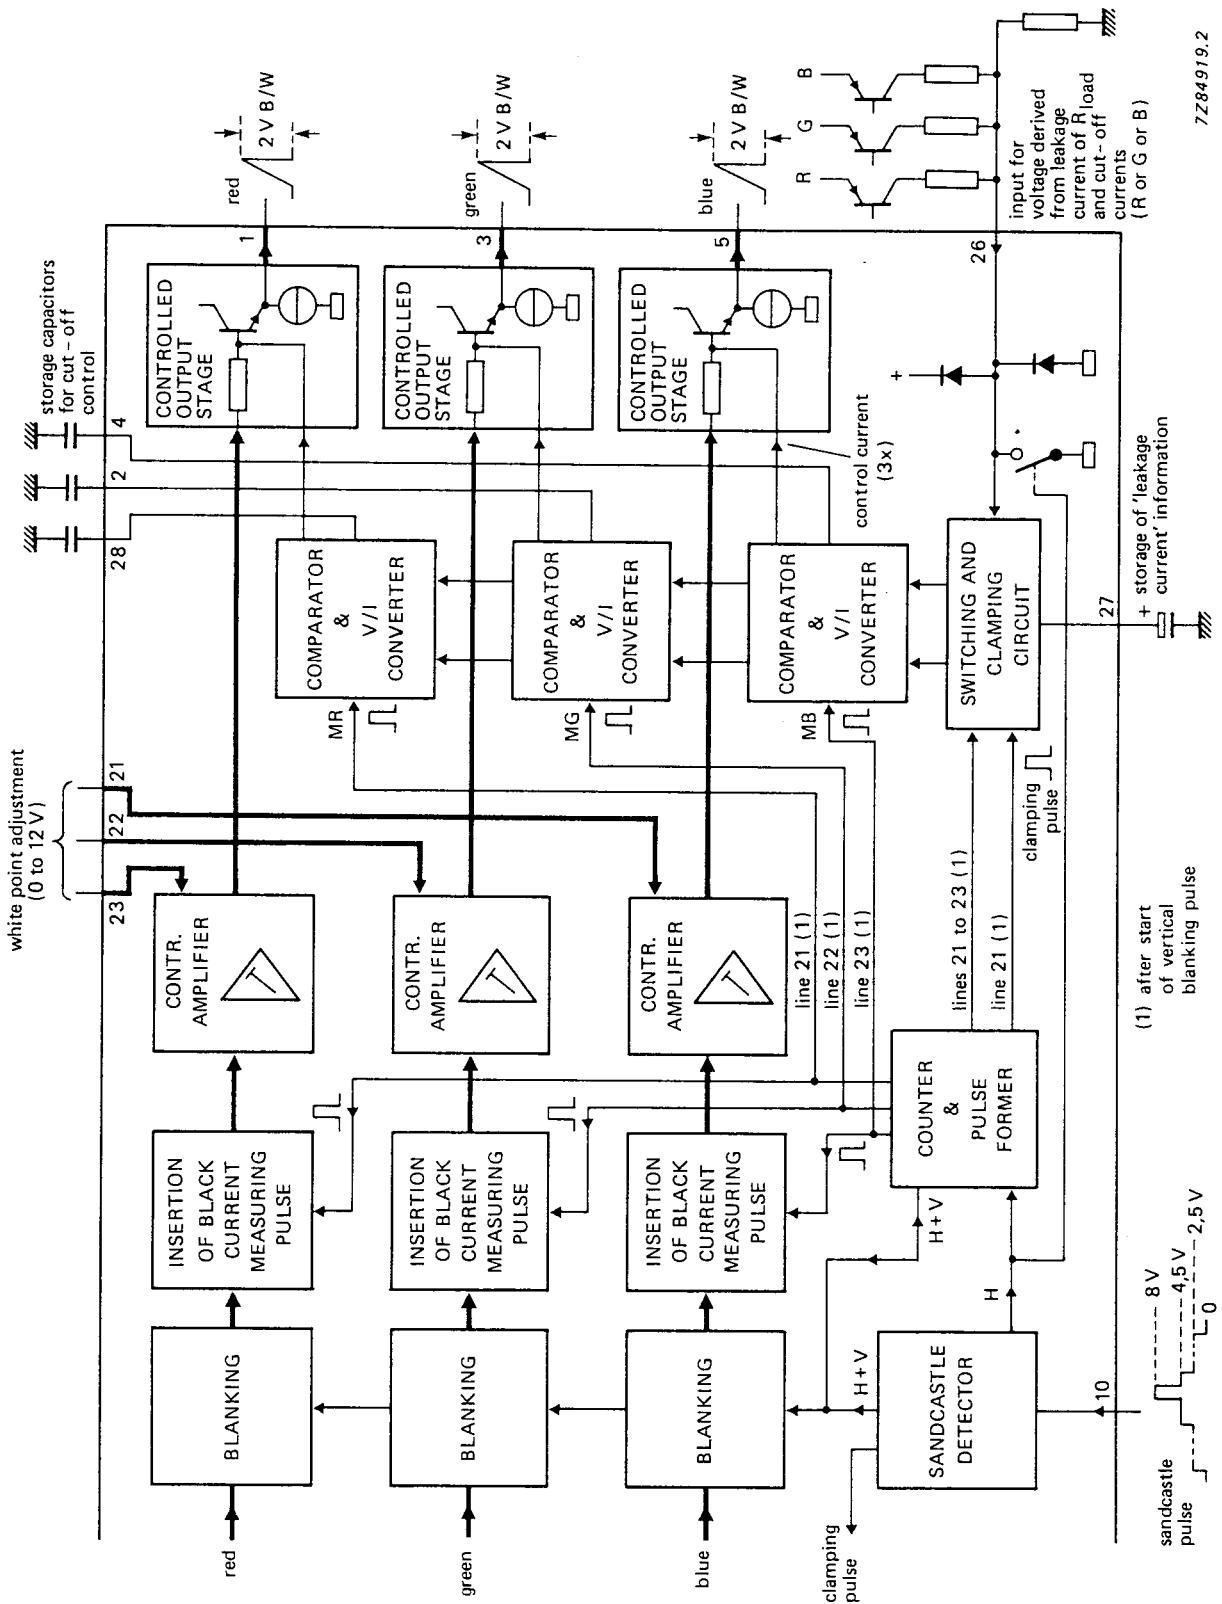 red
green
blue
clamping
pulse
BLANKING
BLANKING
BLANKING
SANDCASTLE
DETECTOR
H+V
H
H+V
10
sandcastle
pulse
8 V
4,5 V
2,5 V
0
INSERTION
OF BLACK
CURRENT
MEASURING
PULSE
INSERTION
OF BLACK
CURRENT
MEASURING
PULSE
INSERTION
OF BLACK
CURRENT
MEASURING
PULSE
COUNTER
&
PULSE
FORMER
CONTR.
AMPLIFIER
CONTR.
AMPLIFIER
CONTR.
AMPLIFIER
white point adjustment
(0 to 12 V)
23
22
21
line 21 (1)
line 22 (1)
line 23 (1)
lines 21 to 23 (1)
line 21 (1)
clamping
pulse
(1) after start
of vertical
blanking pulse
MR
MG
MB
COMPARATOR
&
V/I
CONVERTER
COMPARATOR
&
V/I
CONVERTER
COMPARATOR
&
V/I
CONVERTER
SWITCHING AND
CLAMPING
CIRCUIT
27
+ storage of 'leakage
current' information
28
2
4
storage capacitors
for cut-off
control
control current
(3x)
CONTROLLED
OUTPUT
STAGE
CONTROLLED
OUTPUT
STAGE
CONTROLLED
OUTPUT
STAGE
+
1
3
5
26
red
2 V B/W
green
2 V B/W
blue
2 V B/W
R
G
B
input for
voltage derived
from leakage
current of Rload
and cut-off
currents
(R or G or B)
7Z84919.2